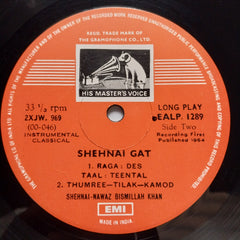 REGD. TRADE MARK OF
THE GRAMOPHONE CO., LTD.
HIS MASTER'S VOICE
33⅓ rpm
2XJW. 969
(00-046)
INSTRUMENTAL
CLASSICAL
LONG PLAY
EALP. 1289
Side Two
Recording First
Published 1964
SHEHNAI GAT
1. RAGA : DES
TAAL : TEENTAL
2. THUMREE-TILAK-KAMOD
SHEHNAI-NAWAZ BISMILLAH KHAN
EMI
MADE IN INDIA